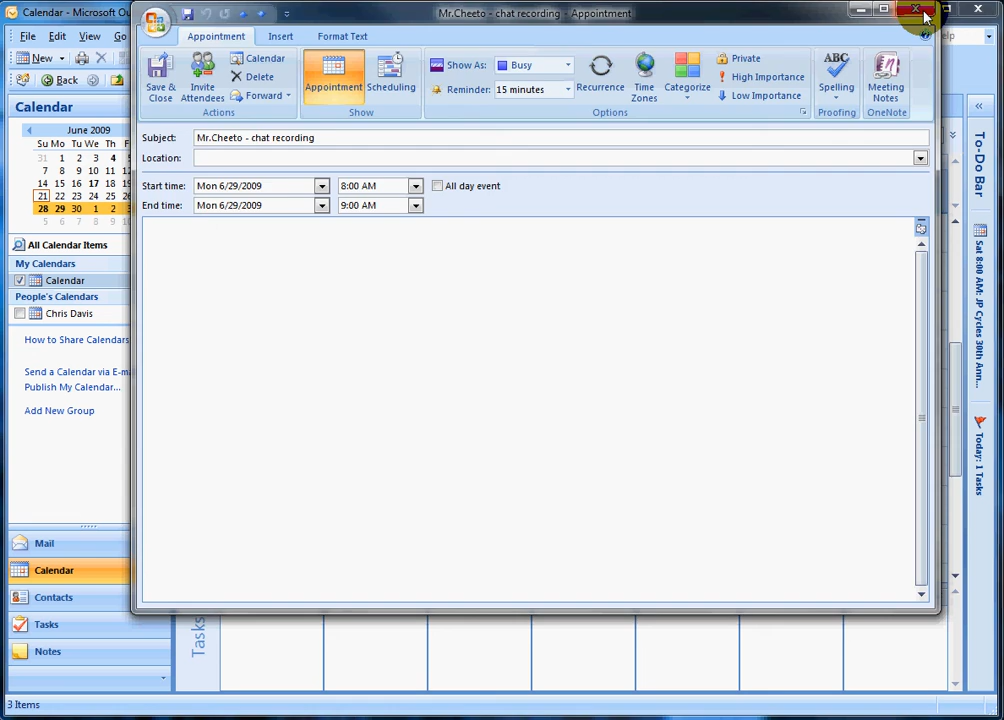 Calendar - Microsoft Ou
Mr.Cheeto - chat recording - Appointment
File Edit View Go
elp
New
Back
Appointment Insert Format Text
Save & Close
Invite Attendees
Calendar
Delete
Forward
Actions
Appointment
Scheduling
Show
Show As: Busy
Reminder: 15 minutes
Recurrence
Time Zones
Categorize
Private
High Importance
Low Importance
Options
ABC
Spelling
Proofing
Meeting Notes
OneNote
Subject: Mr.Cheeto - chat recording
Location:
Start time: Mon 6/29/2009 8:00 AM All day event
End time: Mon 6/29/2009 9:00 AM
Calendar
June 2009
Su Mo Tu We Th Fr Sa
31 1 2 3 4 5 6
7 8 9 10 11 12 13
14 15 16 17 18 19 20
21 22 23 24 25 26 27
28 29 30 1 2 3
5 6 7 8 9 10
All Calendar Items
My Calendars
Calendar
People's Calendars
Chris Davis
How to Share Calendars
Send a Calendar via E-ma
Publish My Calendar...
Add New Group
Mail
Calendar
Contacts
Tasks
Notes
Tasks
To-Do Bar
Sat 8:00 AM: JP Cycles 30th Ann...
Today: 1 Tasks
3 Items